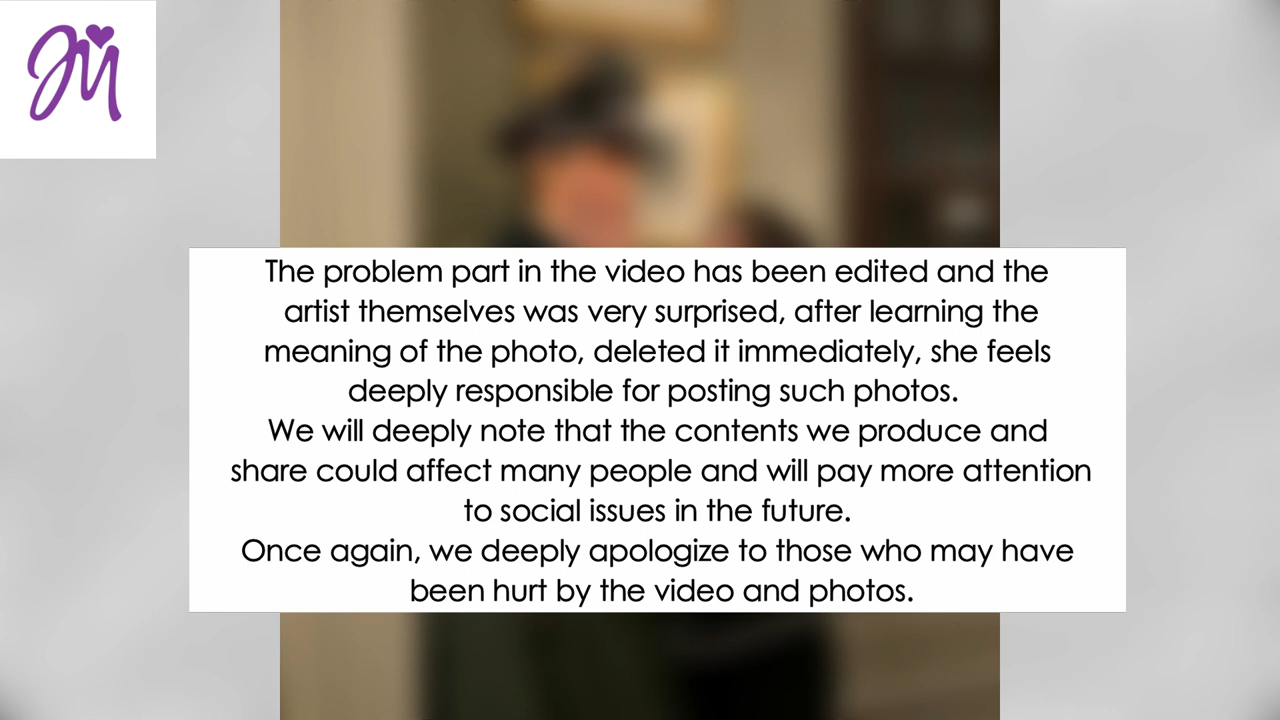 JM
The problem part in the video has been edited and the
artist themselves was very surprised, after learning the
meaning of the photo, deleted it immediately, she feels
deeply responsible for posting such photos.
We will deeply note that the contents we produce and
share could affect many people and will pay more attention
to social issues in the future.
Once again, we deeply apologize to those who may have
been hurt by the video and photos.